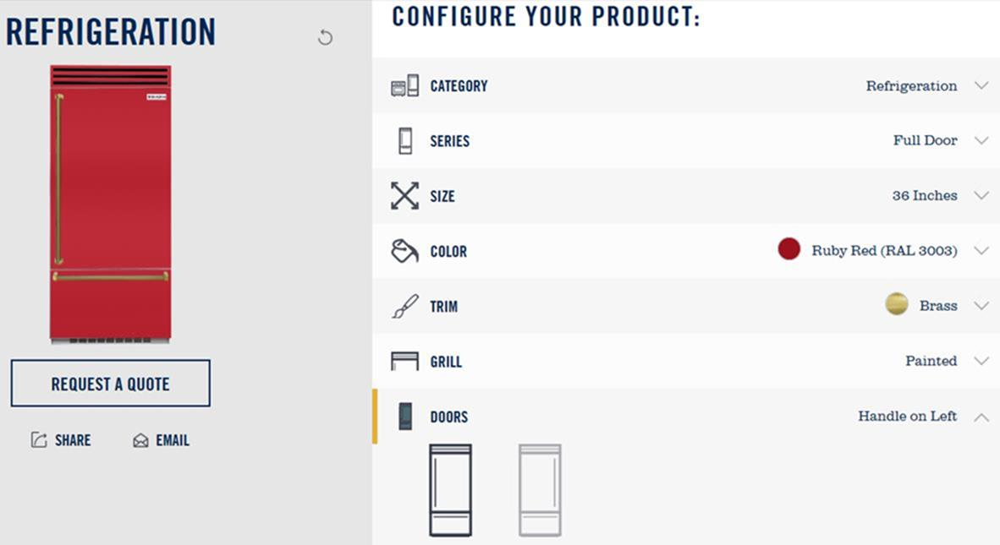 REFRIGERATION
REQUEST A QUOTE
SHARE EMAIL
CONFIGURE YOUR PRODUCT:
CATEGORY Refrigeration
SERIES Full Door
SIZE 36 Inches
COLOR Ruby Red (RAL 3003)
TRIM Brass
GRILL Painted
DOORS Handle on Left